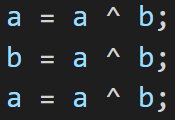 a = a ^ b;
b = a ^ b;
a = a ^ b;